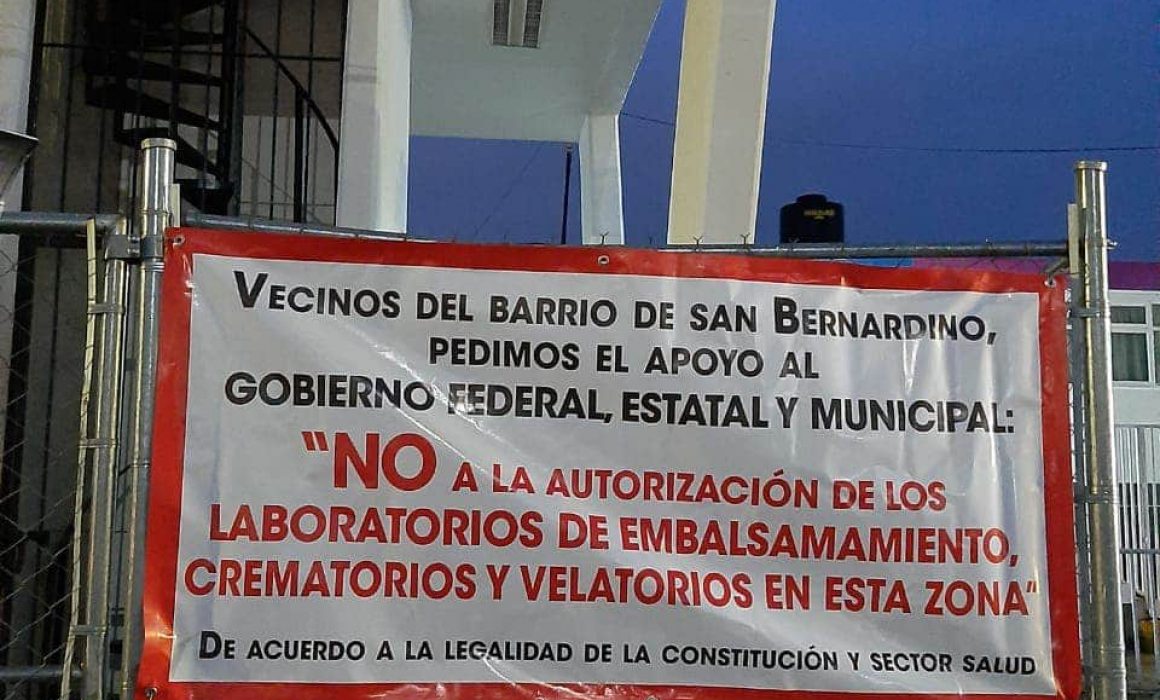 VECINOS DEL BARRIO DE SAN BERNARDINO,
PEDIMOS EL APOYO AL
GOBIERNO FEDERAL, ESTATAL Y MUNICIPAL:
"NO A LA AUTORIZACIÓN DE LOS
LABORATORIOS DE EMBALSAMAMIENTO,
CREMATORIOS Y VELATORIOS EN ESTA ZONA"
DE ACUERDO A LA LEGALIDAD DE LA CONSTITUCIÓN Y SECTOR SALUD